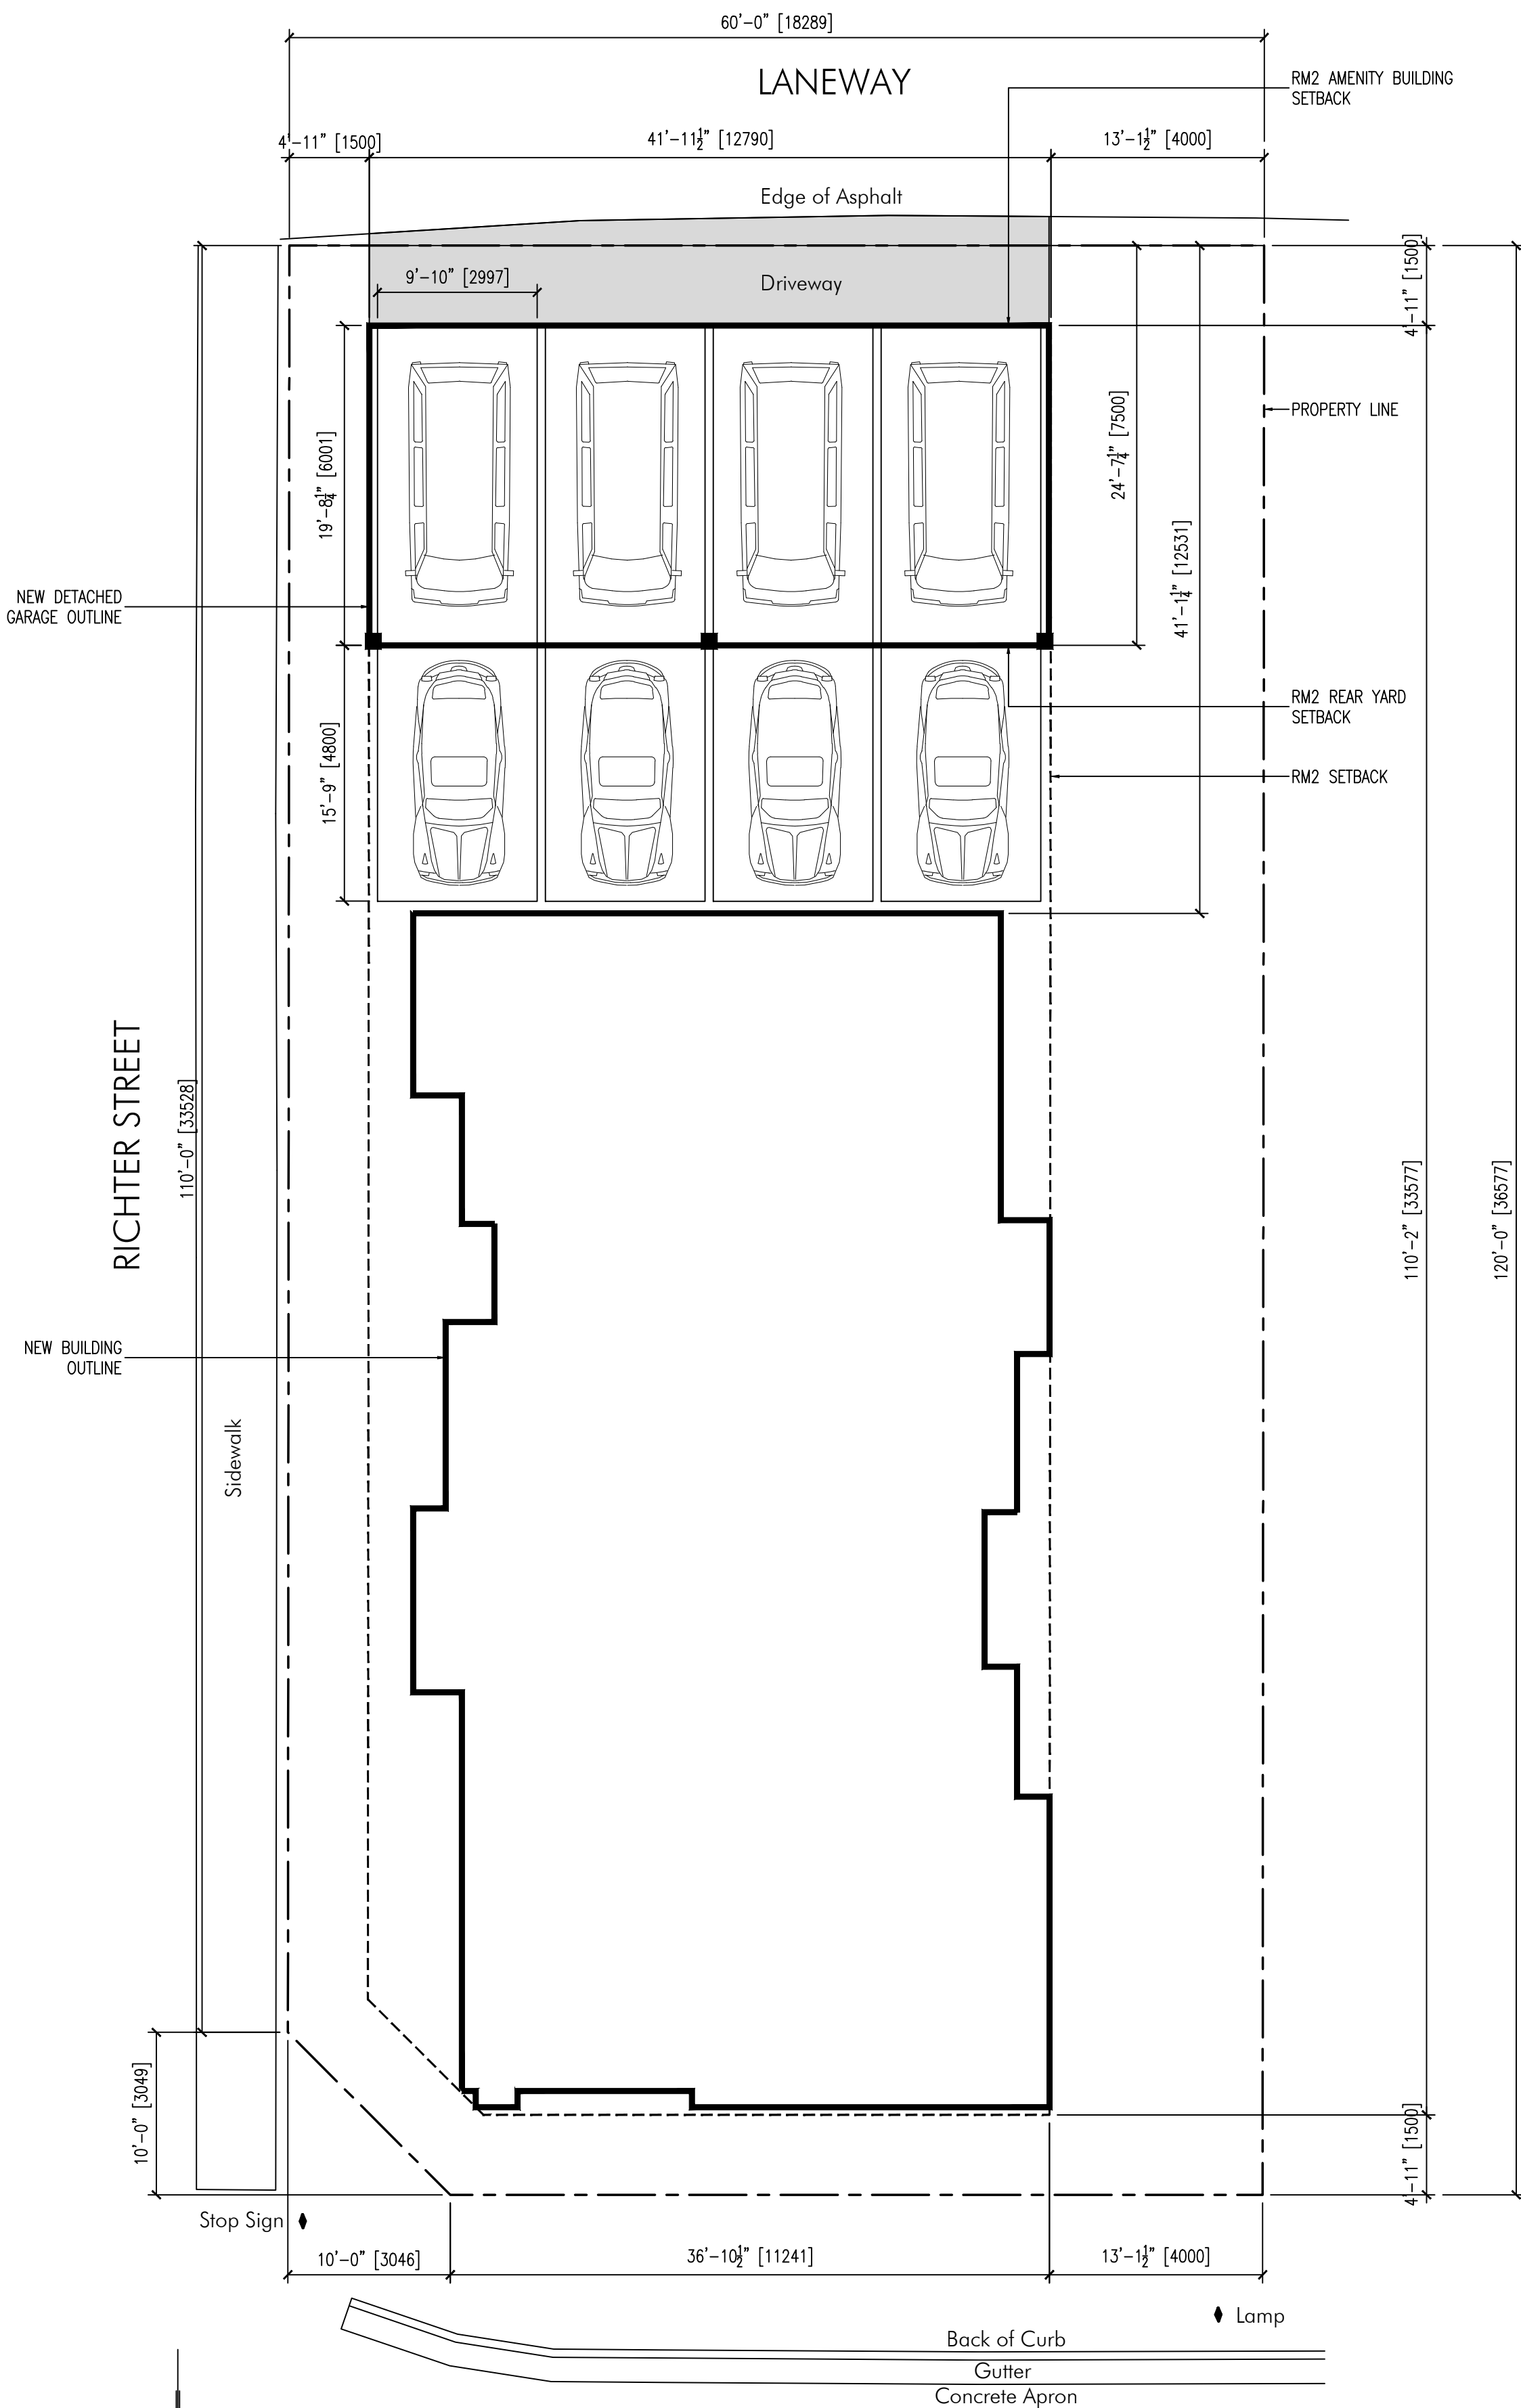 60'-0" [18289]
LANEWAY
RM2 AMENITY BUILDING
SETBACK
4'-11" [1500]
41'-11½" [12790]
13'-1½" [4000]
Edge of Asphalt
4'-11" [1500]
9'-10" [2997]
Driveway
PROPERTY LINE
24'-7¼" [7500]
19'-8¼" [6001]
41'-1¼" [12531]
NEW DETACHED
GARAGE OUTLINE
RM2 REAR YARD
SETBACK
15'-9" [4800]
RM2 SETBACK
RICHTER STREET
110'-0" [33528]
110'-2" [33577]
120'-0" [36577]
NEW BUILDING
OUTLINE
Sidewalk
10'-0" [3049]
4'-11" [1500]
Stop Sign
10'-0" [3046]
36'-10½" [11241]
13'-1½" [4000]
Lamp
Back of Curb
Gutter
Concrete Apron